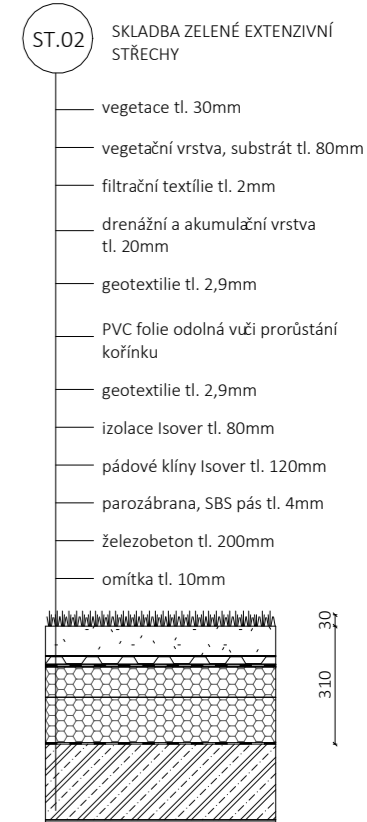 ST.02
SKLADBA ZELENÉ EXTENZIVNÍ
STŘECHY
vegetace tl. 30mm
vegetační vrstva, substrát tl. 80mm
filtrační textílie tl. 2mm
drenážní a akumulační vrstva
tl. 20mm
geotextilie tl. 2,9mm
PVC folie odolná vuči prorůstání
kořínku
geotextilie tl. 2,9mm
izolace Isover tl. 80mm
pádové klíny Isover tl. 120mm
parozábrana, SBS pás tl. 4mm
železobeton tl. 200mm
omítka tl. 10mm
30
310